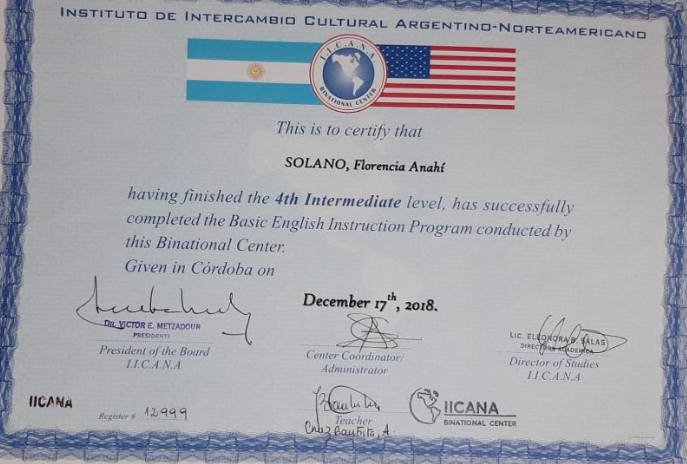 INSTITUTO DE INTERCAMBIO CULTURAL ARGENTINO-NORTEAMERICANO
I.I.C.A.N.A
BINATIONAL CENTER
This is to certify that
SOLANO, Florencia Anahí
having finished the 4th Intermediate level, has successfully
completed the Basic English Instruction Program conducted by
this Binational Center.
Given in Córdoba on
December 17th, 2018.
DR. VICTOR E. METZADOUR
PRESIDENTE
President of the Board
I.I.C.A.N.A
Center Coordinator/
Administrator
LIC. ELEONORA B. SALAS
DIRECTORA ACADEMICA
Director of Studies
I.I.C.A.N.A
IICANA
Register # 12999
Teacher
Cruz Bautista, A.
IICANA
BINATIONAL CENTER